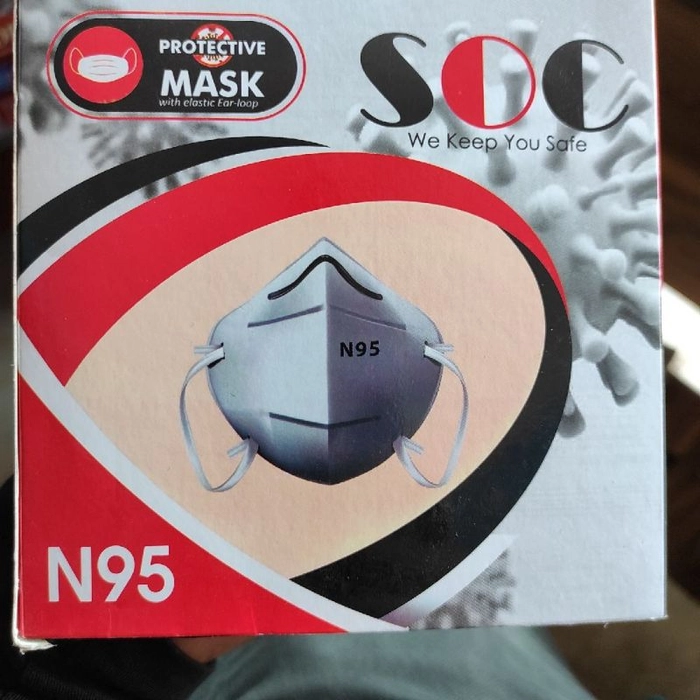 PROTECTIVE
MASK
with elastic Ear-loop
SOC
We Keep You Safe
N95
N95